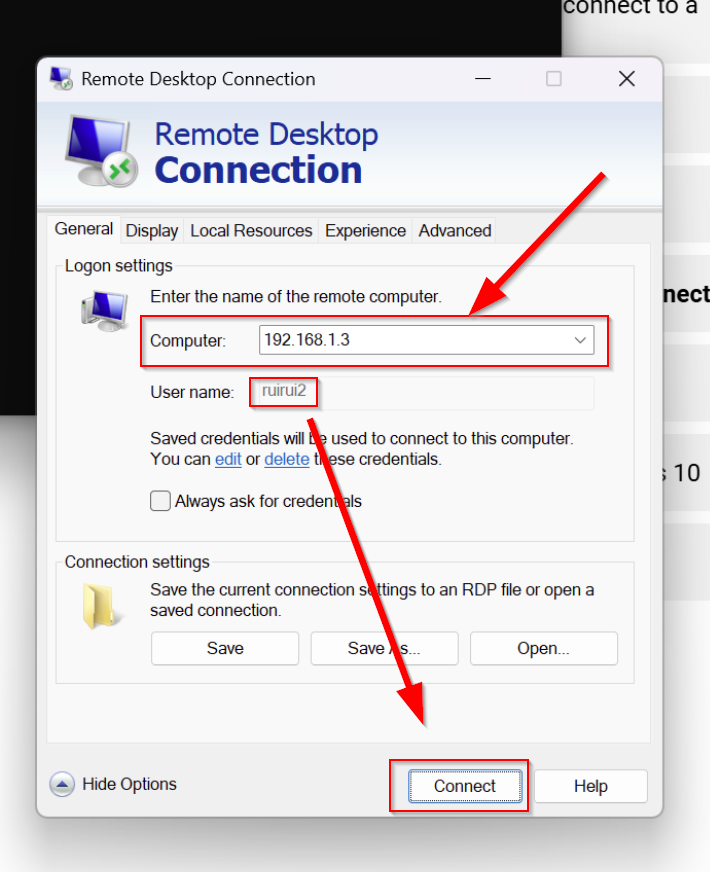 connect to a
Remote Desktop Connection
Remote Desktop
Connection
General Display Local Resources Experience Advanced
Logon settings
Enter the name of the remote computer.
Computer: 192.168.1.3
nect
User name: ruirui2
Saved credentials will be used to connect to this computer.
You can edit or delete these credentials.
s 10
Always ask for credentials
Connection settings
Save the current connection settings to an RDP file or open a
saved connection.
Save Save As... Open...
Hide Options Connect Help